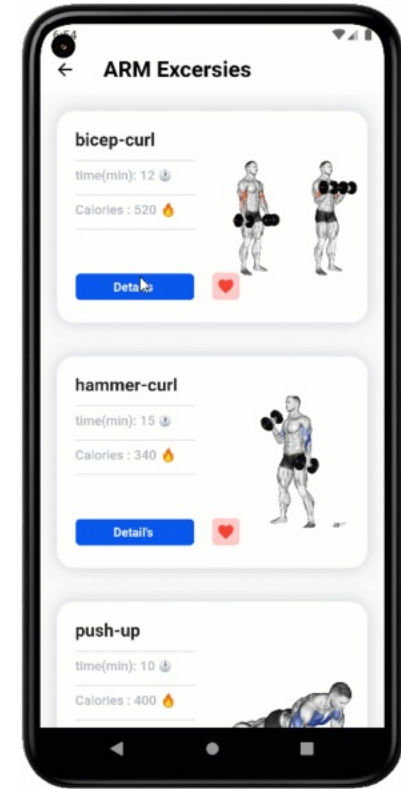 ARM Excersies
bicep-curl
time(min): 12
Calories : 520
hammer-curl
time(min): 15
Calories : 340
Detail's
push-up
time(min): 10
Calories : 400